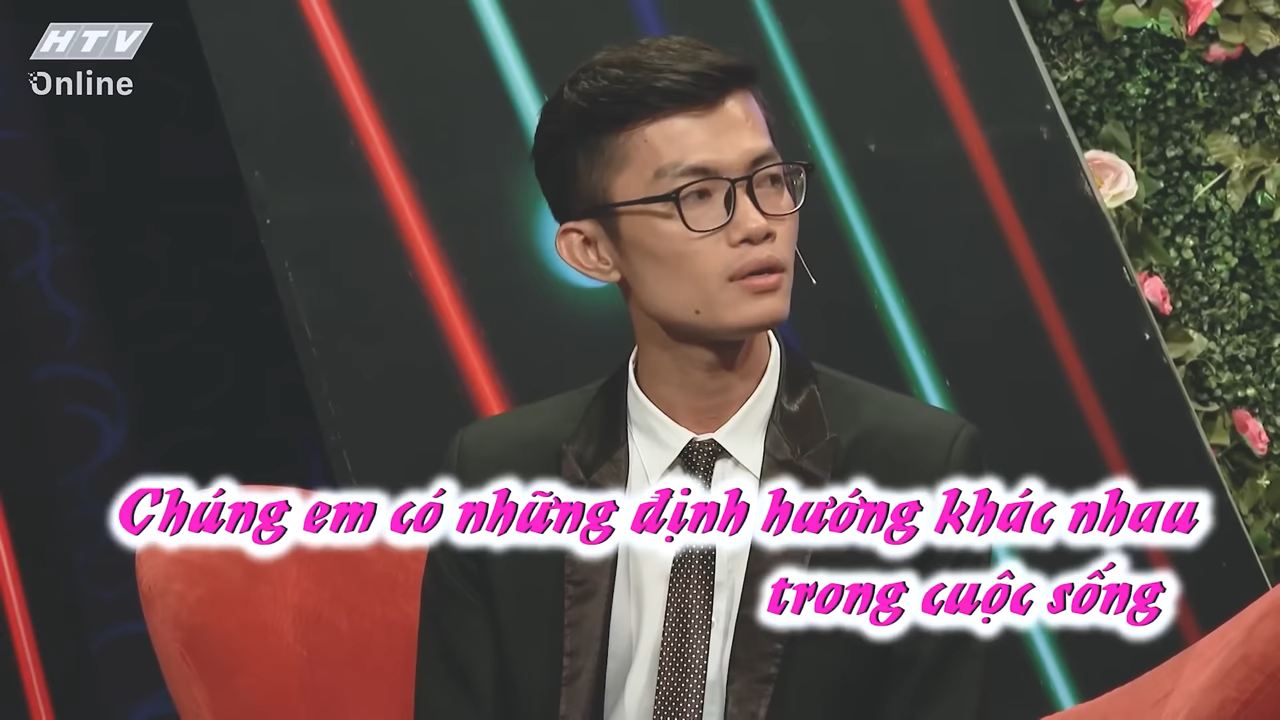 HTV
Online
Chúng em có những định hướng khác nhau
trong cuộc sống